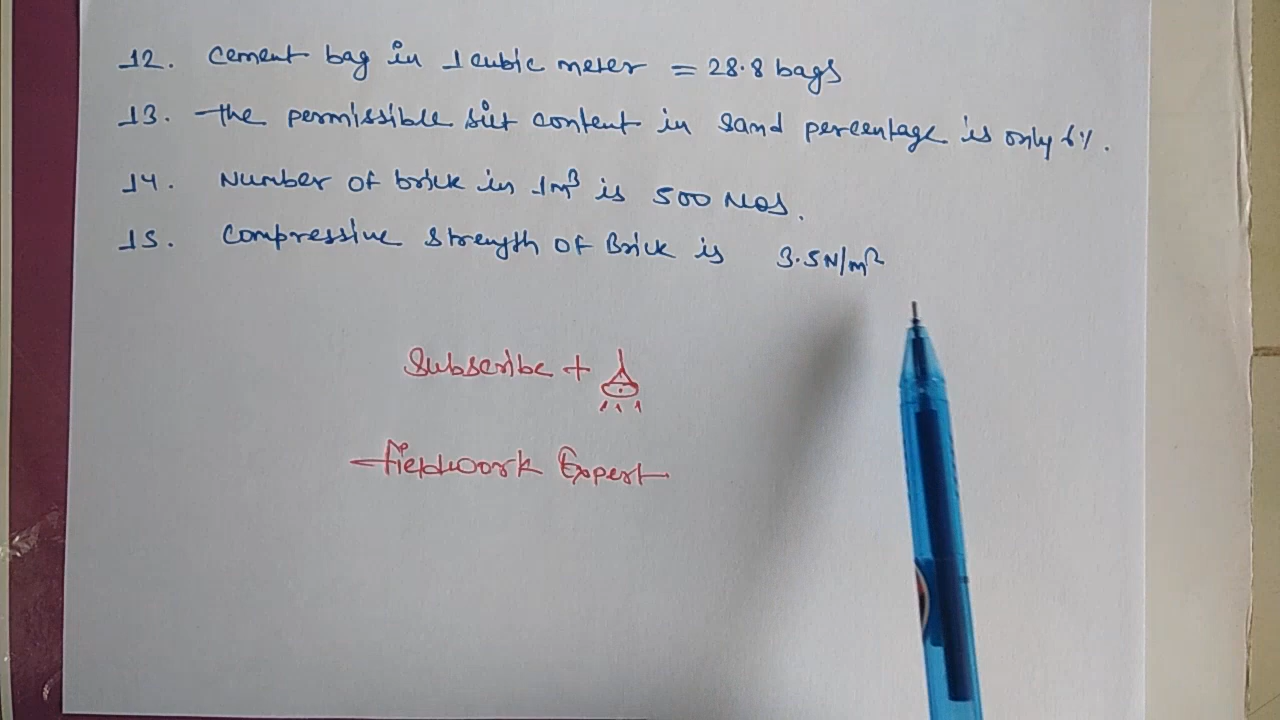 12. Cement bag in 1 cubic meter = 28.8 bags
13. the permissible silt content in sand percentage is only 6%.
14. Number of brick in 1m³ is 500 Nos.
15. Compressive Strength of Brick is 3.5N/m²
Subscribe +
Fieldwork Expert